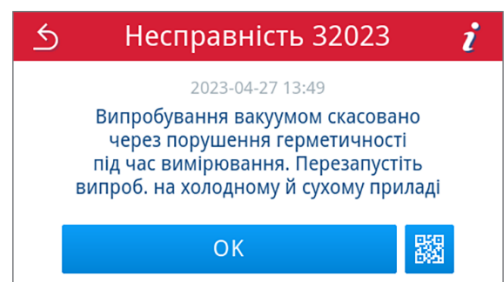 Несправність 32023
i
2023-04-27 13:49
Випробування вакуумом скасовано
через порушення герметичності
під час вимірювання. Перезапустіть
випроб. на холодному й сухому приладі
OK